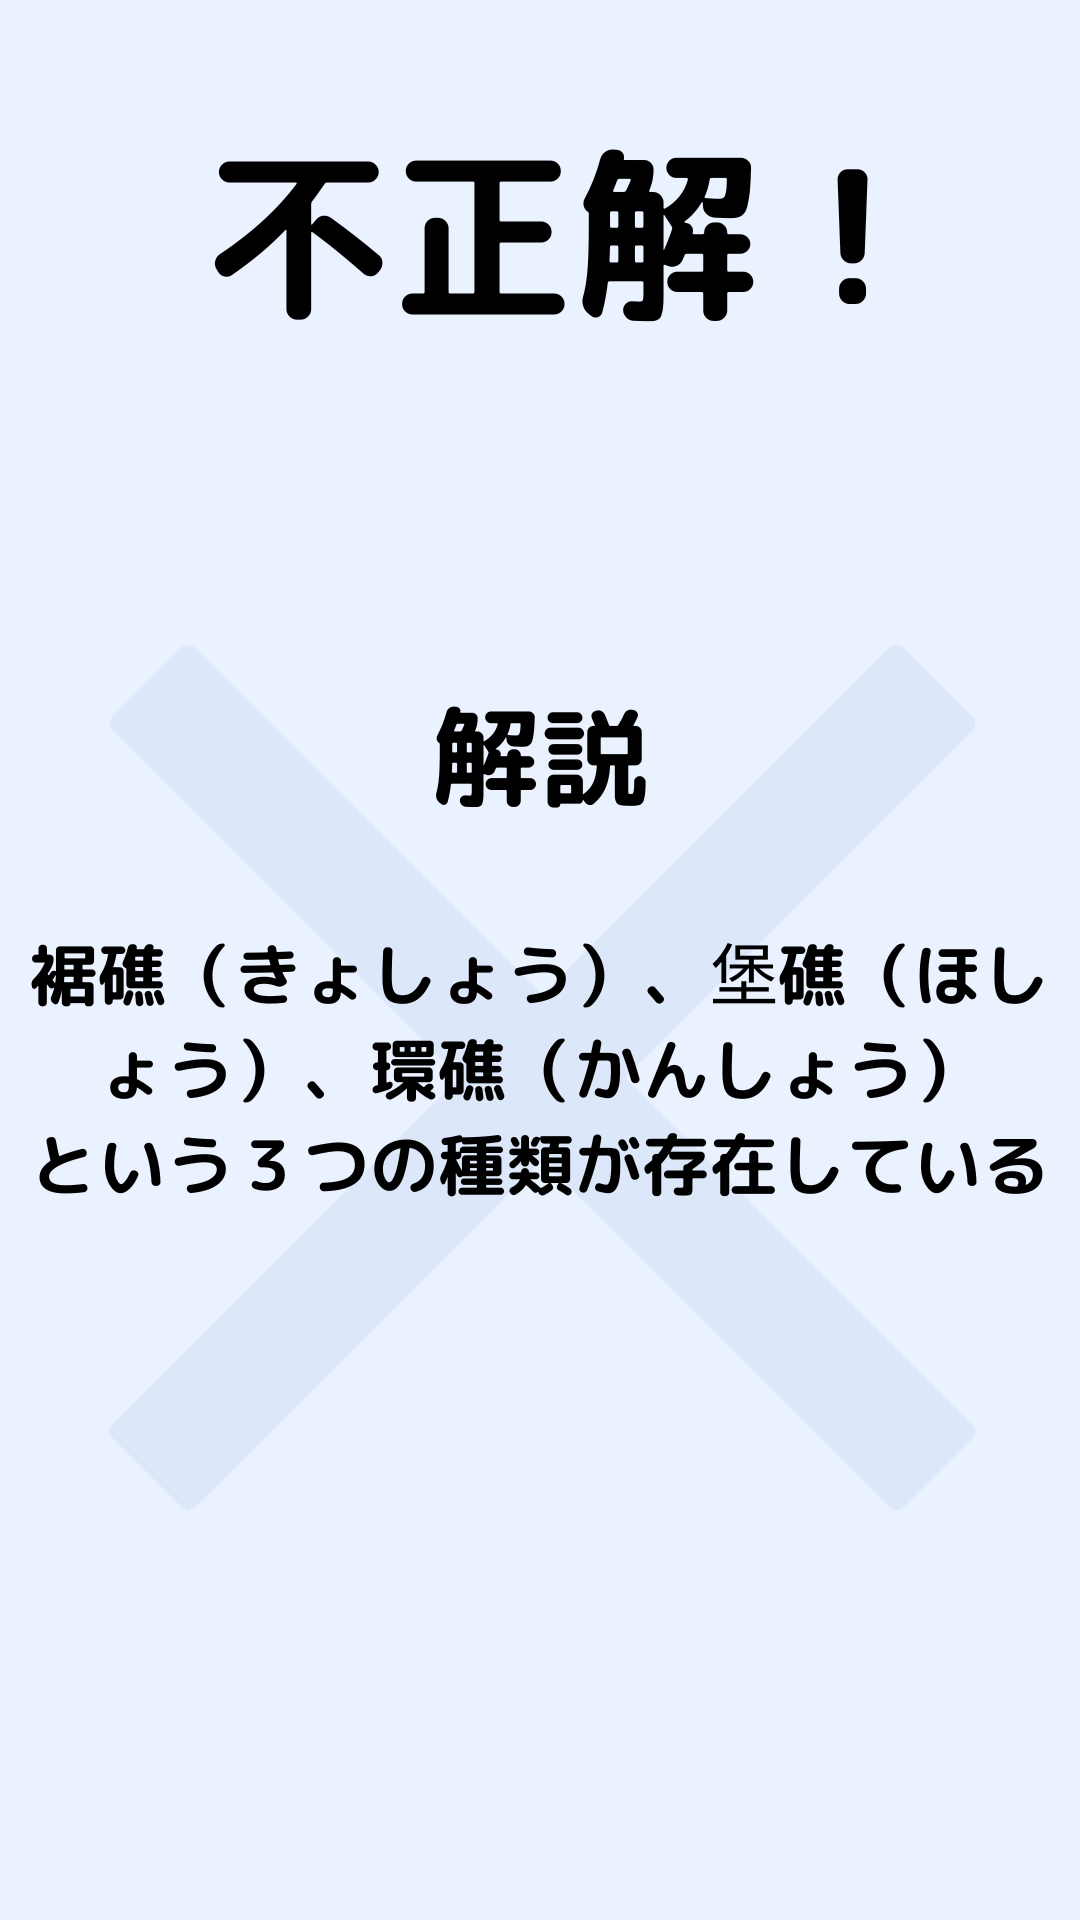 不正解！
解説
裾礁（きょしょう）、堡礁（ほし
ょう）、環礁（かんしょう）
という３つの種類が存在している